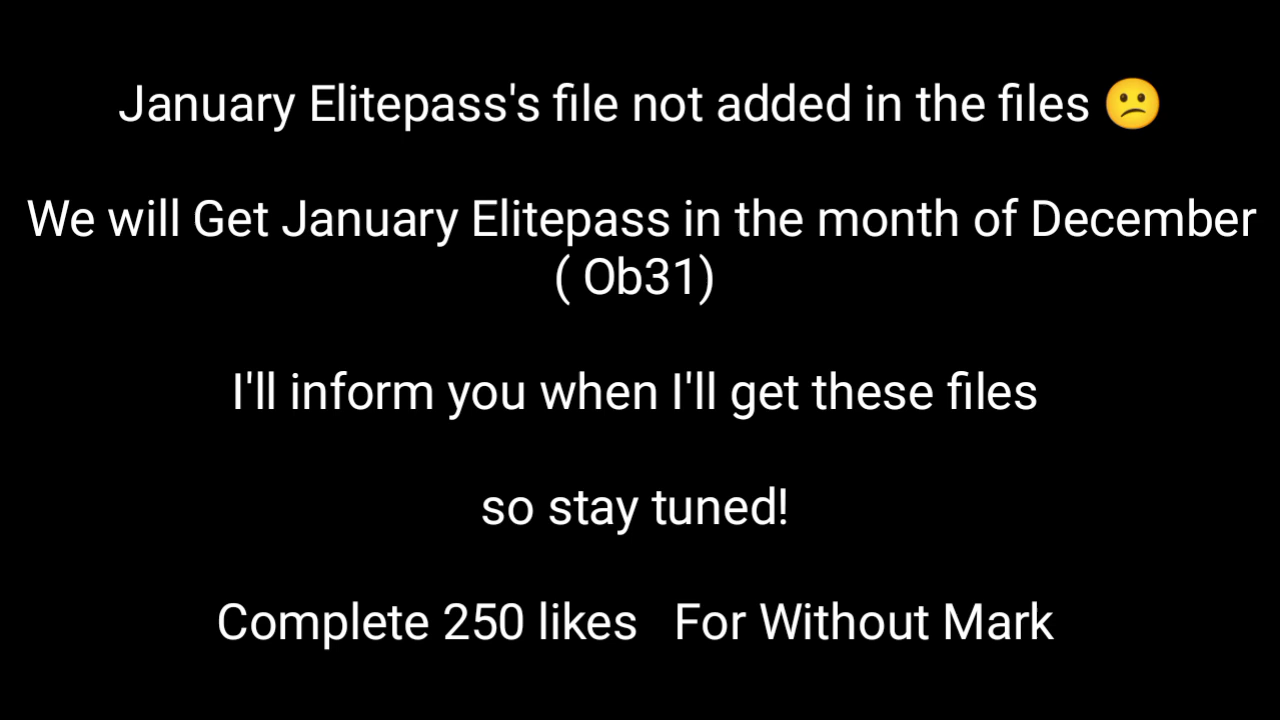 January Elitepass's file not added in the files 😕
We will Get January Elitepass in the month of December
( Ob31)
I'll inform you when I'll get these files
so stay tuned!
Complete 250 likes   For Without Mark